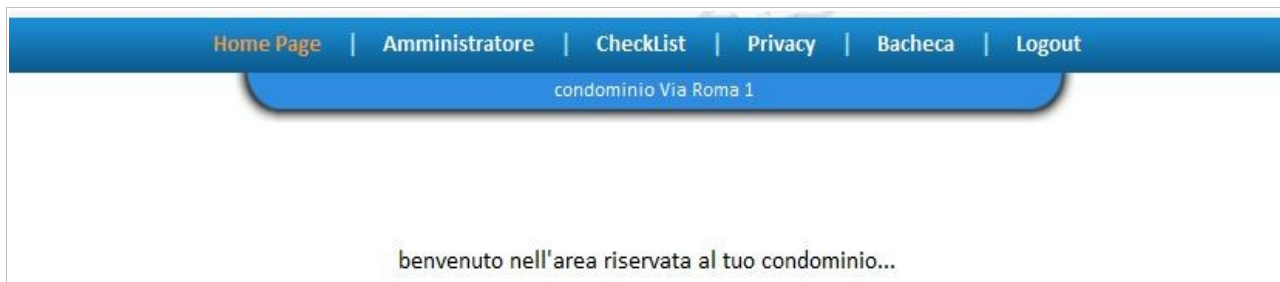 Home Page | Amministratore | CheckList | Privacy | Bacheca | Logout
condominio Via Roma 1
benvenuto nell'area riservata al tuo condominio...